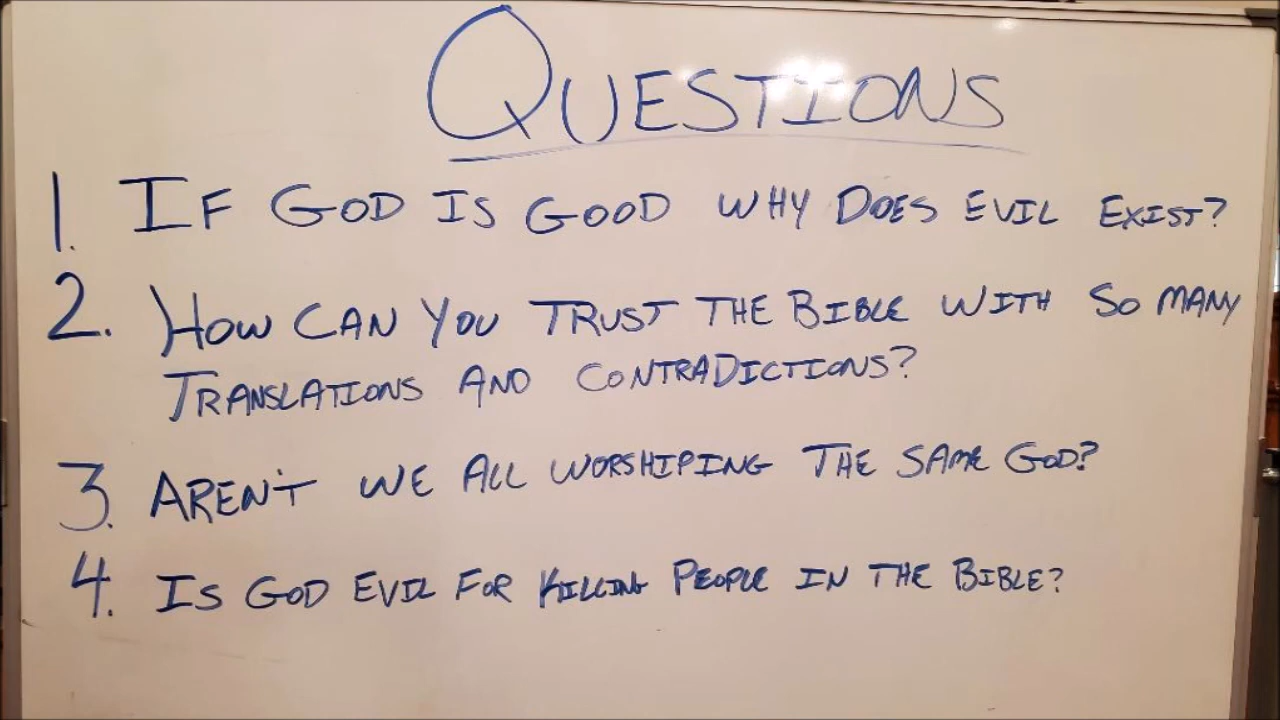 QUESTIONS
1. IF GOD IS GOOD WHY DOES EVIL EXIST?
2. HOW CAN YOU TRUST THE BIBLE WITH SO MANY
TRANSLATIONS AND CONTRADICTIONS?
3. AREN'T WE ALL WORSHIPING THE SAME GOD?
4. IS GOD EVIL FOR KILLING PEOPLE IN THE BIBLE?